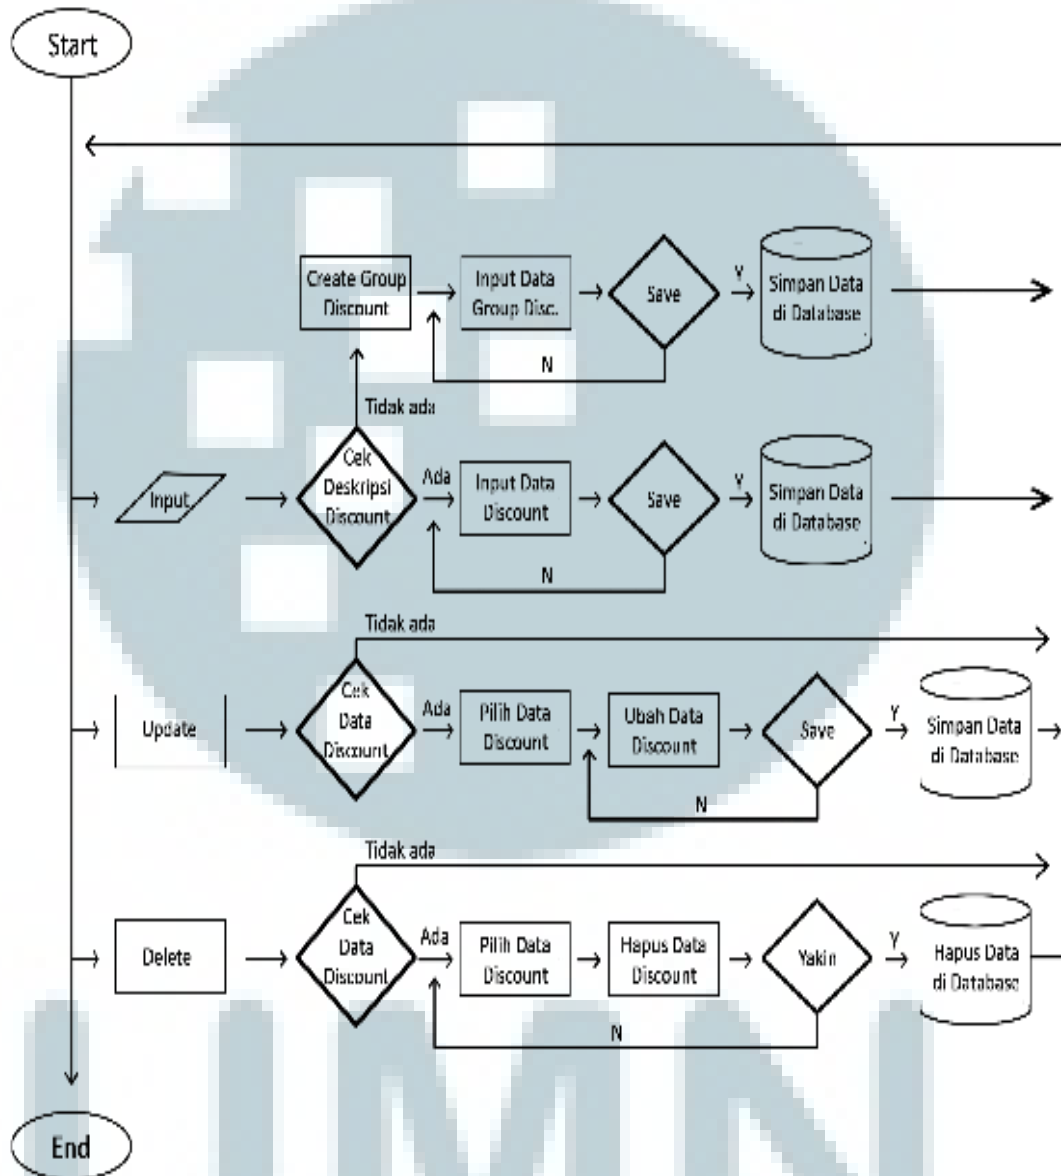 Start
Create Group
Discount
Input Data
Group Disc.
Save
Y
Simpan Data
di Database
N
Tidak ada
Input
Cek
Deskripsi
Discount
Ada
Input Data
Discount
Save
Y
Simpan Data
di Database
N
Tidak ada
Update
Cek
Data
Discount
Ada
Pilih Data
Discount
Ubah Data
Discount
Save
Y
Simpan Data
di Database
N
Tidak ada
Delete
Cek
Data
Discount
Ada
Pilih Data
Discount
Hapus Data
Discount
Yakin
Y
Hapus Data
di Database
N
End
UMN